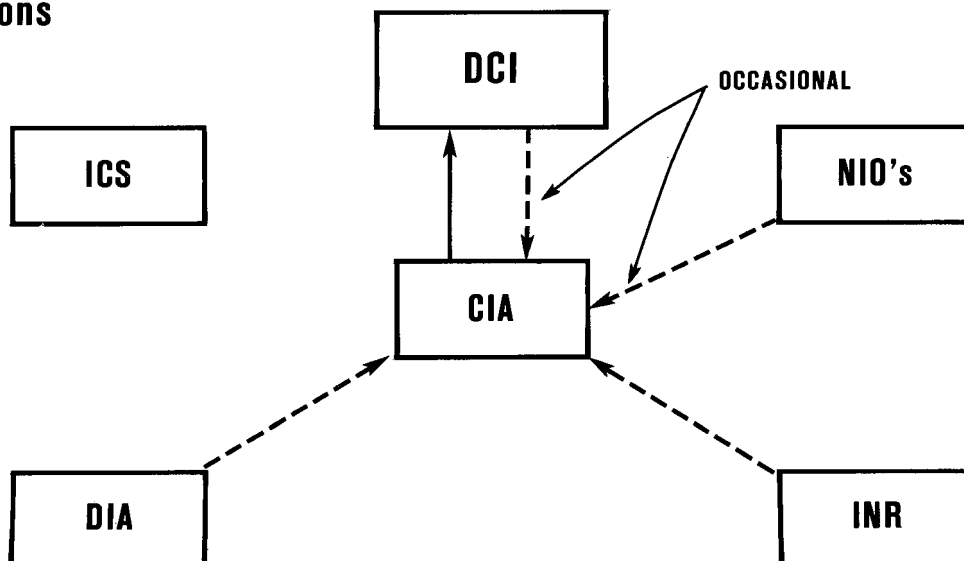 ons
DCI
OCCASIONAL
ICS
NIO's
CIA
DIA
INR